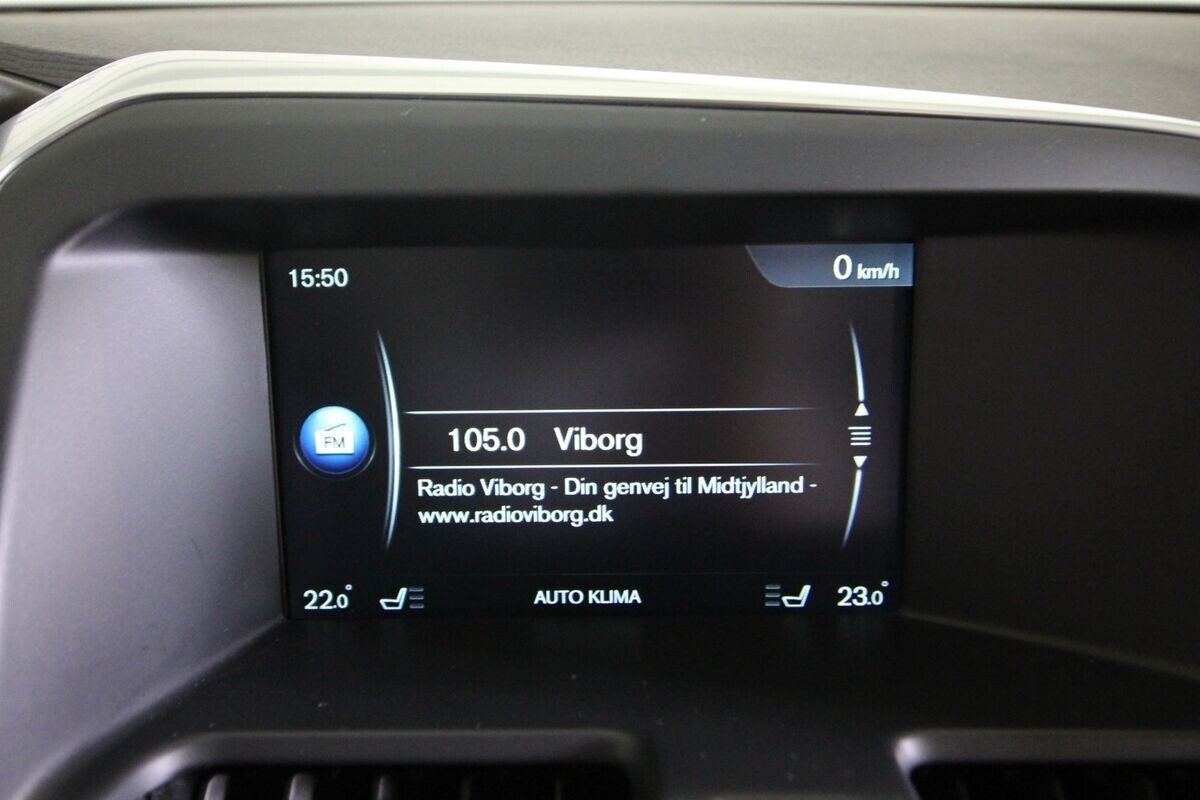 15:50
0 km/h
FM
105.0 Viborg
Radio Viborg - Din genvej til Midtjylland -
www.radioviborg.dk
22.0° AUTO KLIMA 23.0°